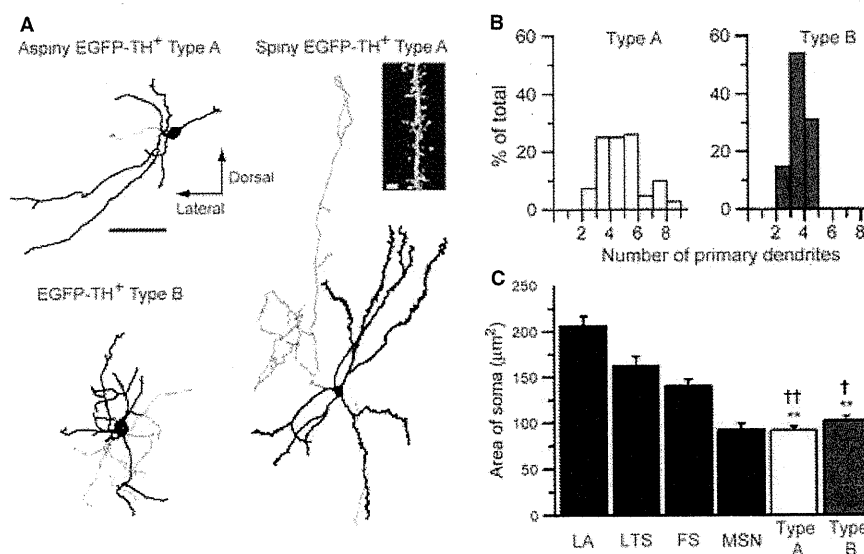 A
Aspiny EGFP-TH+ Type A
Spiny EGFP-TH+ Type A
Dorsal
Lateral
EGFP-TH+ Type B
B
Type A
Type B
% of total
60
40
20
0
60
40
20
0
2 4 6 8
2 4 6 8
Number of primary dendrites
C
Area of soma (µm²)
250
200
150
100
50
0
††
**
†
**
LA
LTS
FS
MSN
Type A
Type B